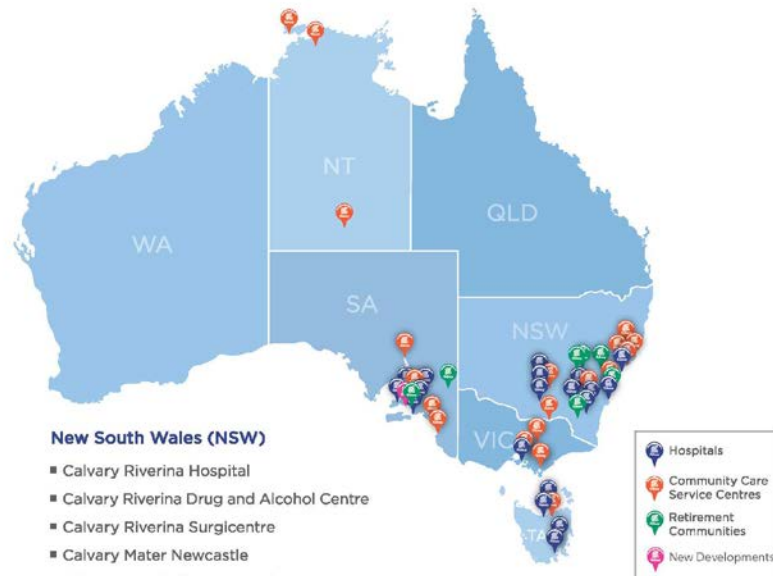 NT
QLD
WA
SA
NSW
New South Wales (NSW)
VIC
▪ Calvary Riverina Hospital
▪ Calvary Riverina Drug and Alcohol Centre
▪ Calvary Riverina Surgicentre
▪ Calvary Mater Newcastle
TA
Hospitals
Community Care
Service Centres
Retirement
Communities
New Developments